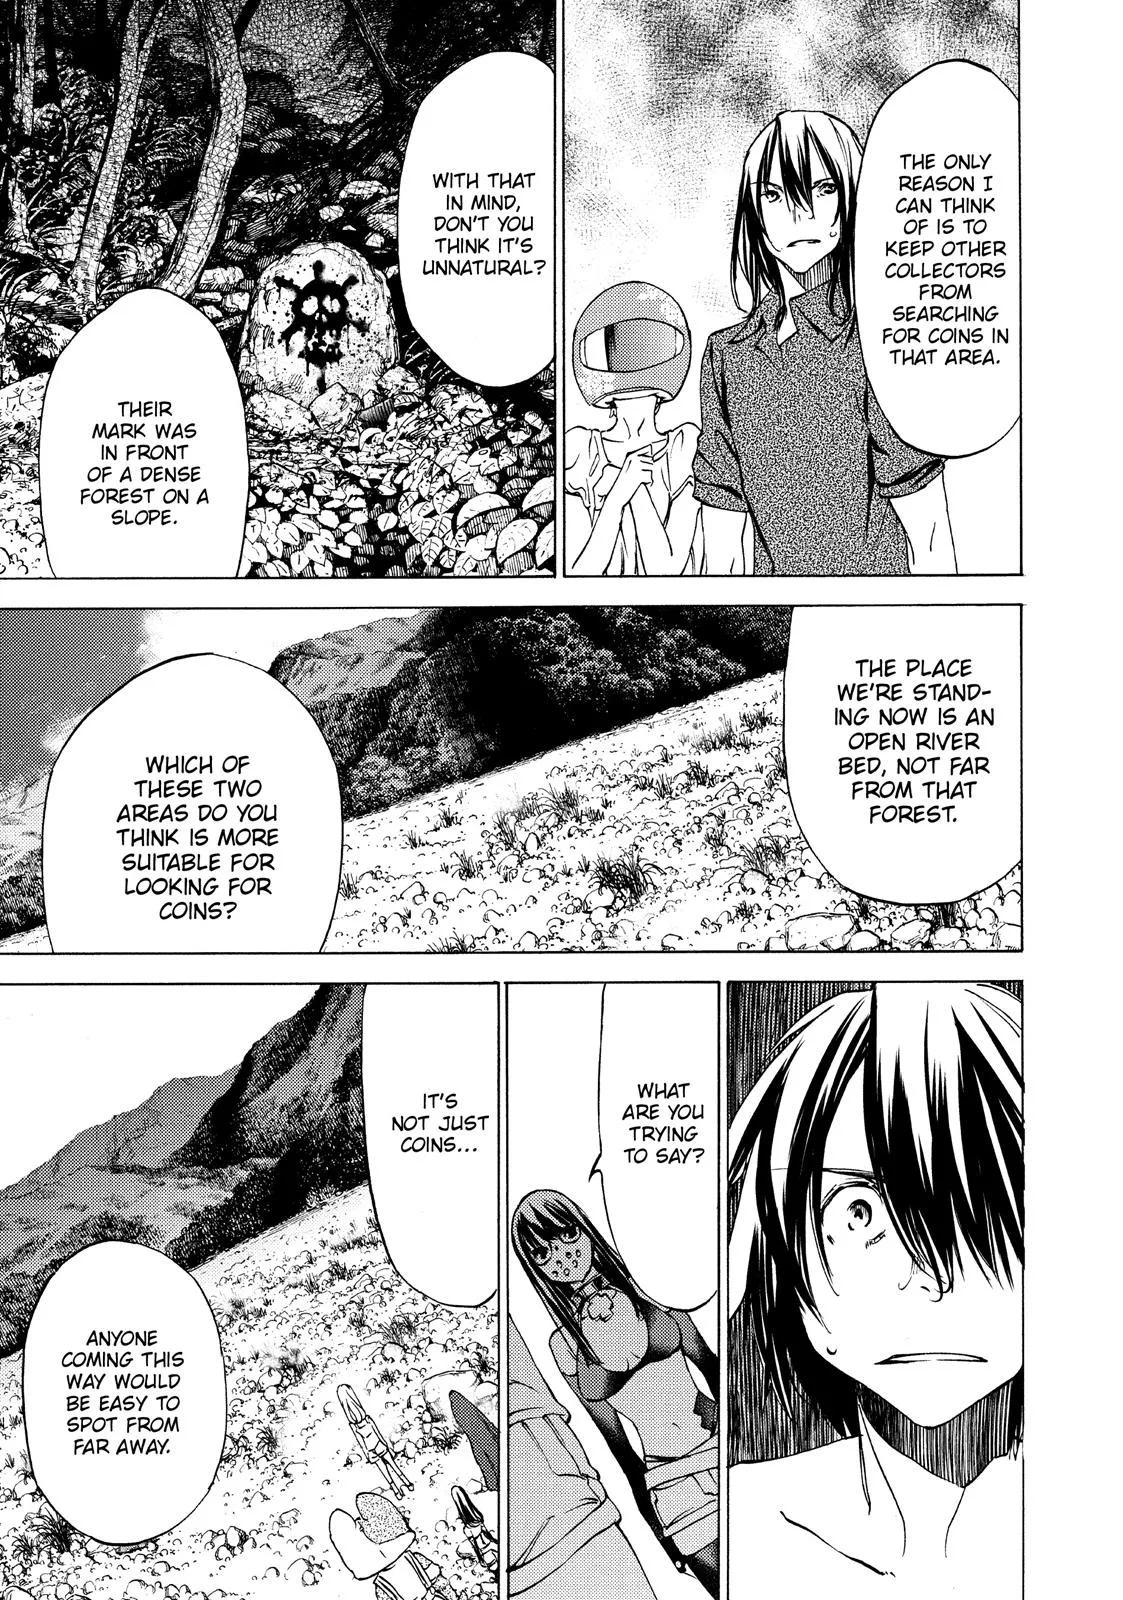 THE ONLY
REASON I
CAN THINK
OF IS TO
KEEP OTHER
COLLECTORS
FROM
SEARCHING
FOR COINS IN
THAT AREA.
WITH THAT
IN MIND,
DON'T YOU
THINK IT'S
UNNATURAL?
THEIR
MARK WAS
IN FRONT
OF A DENSE
FOREST ON A
SLOPE.
THE PLACE
WE'RE STAND-
ING NOW IS AN
OPEN RIVER
BED, NOT FAR
FROM THAT
FOREST.
WHICH OF
THESE TWO
AREAS DO YOU
THINK IS MORE
SUITABLE FOR
LOOKING FOR
COINS?
WHAT
ARE YOU
TRYING
TO SAY?
IT'S
NOT JUST
COINS...
ANYONE
COMING THIS
WAY WOULD
BE EASY TO
SPOT FROM
FAR AWAY.